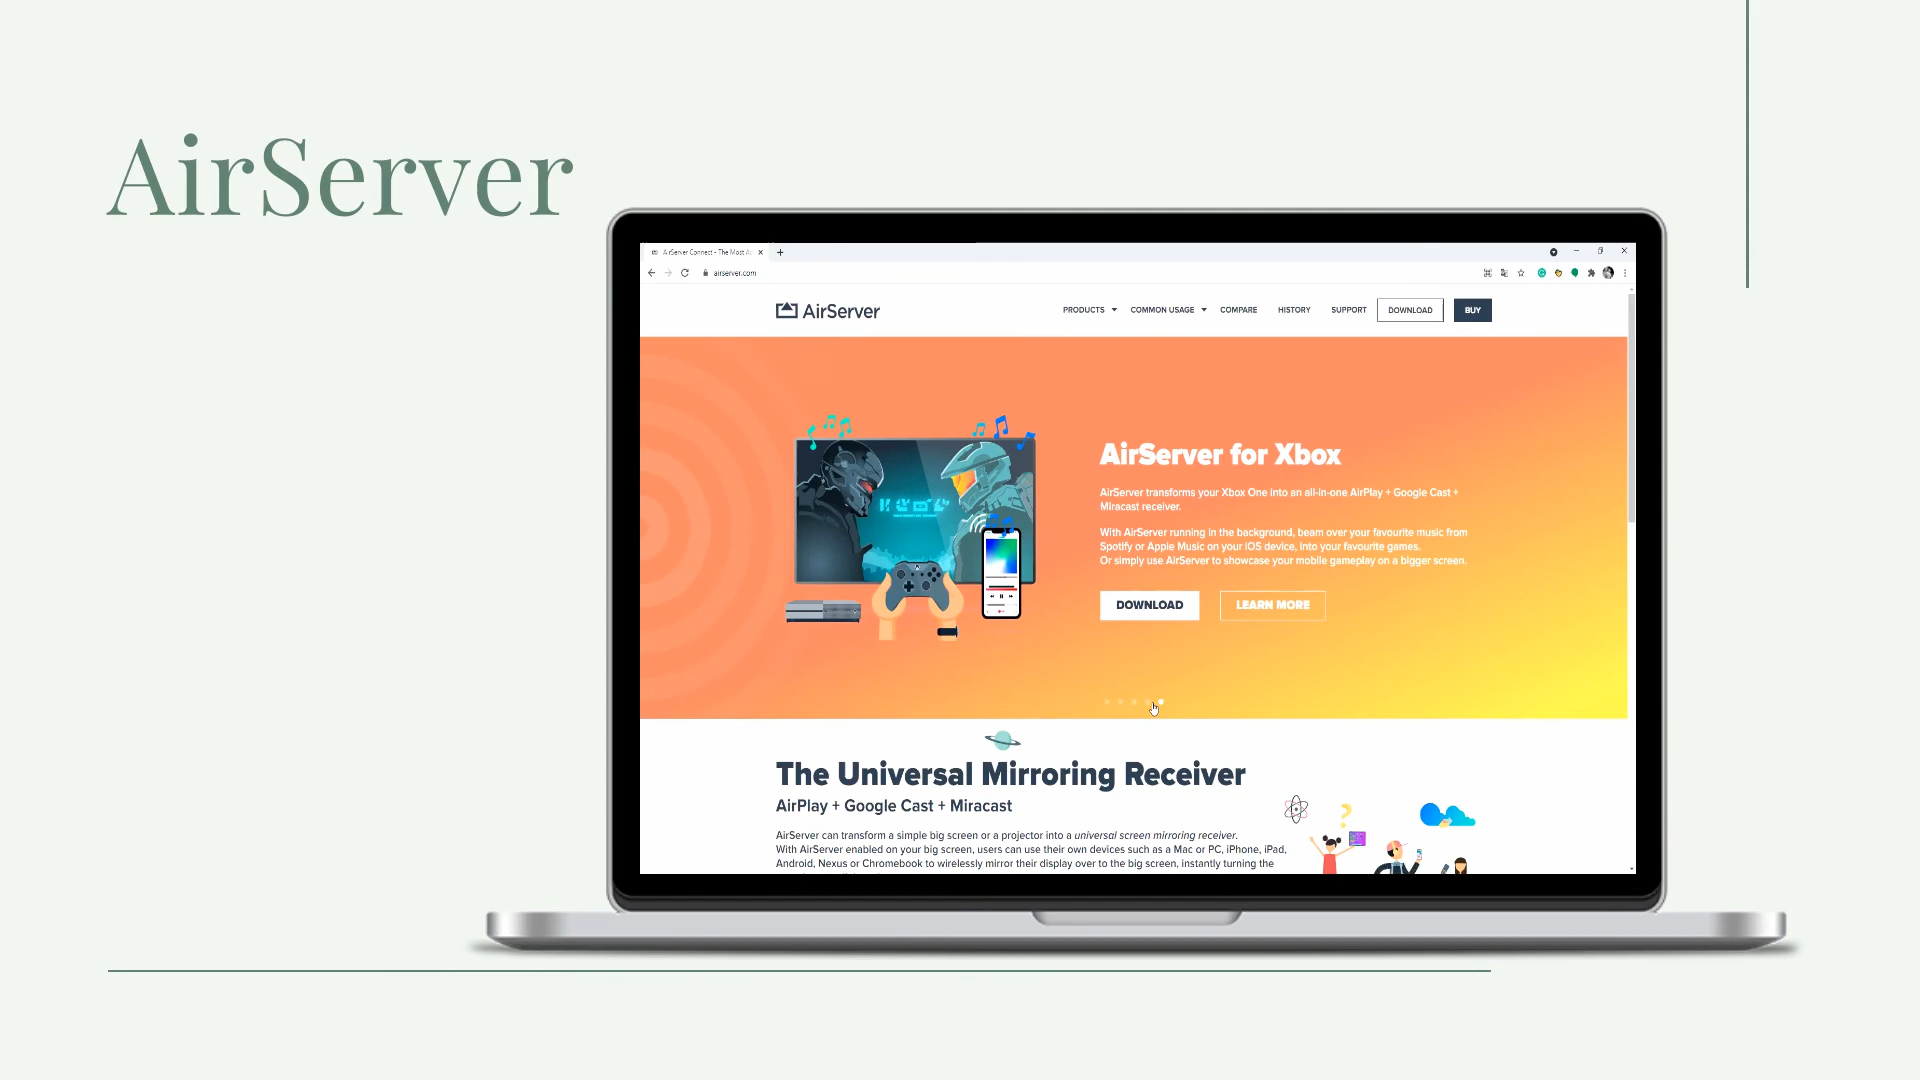 AirServer
AirServer Connect - The Most A
airserver.com
AirServer
PRODUCTS
COMMON USAGE
COMPARE
HISTORY
SUPPORT
DOWNLOAD
BUY
AirServer for Xbox
AirServer transforms your Xbox One into an all-in-one AirPlay + Google Cast +
Miracast receiver.
With AirServer running in the background, beam over your favourite music from
Spotify or Apple Music on your iOS device, into your favourite games.
Or simply use AirServer to showcase your mobile gameplay on a bigger screen.
DOWNLOAD
LEARN MORE
The Universal Mirroring Receiver
AirPlay + Google Cast + Miracast
AirServer can transform a simple big screen or a projector into a universal screen mirroring receiver.
With AirServer enabled on your big screen, users can use their own devices such as a Mac or PC, iPhone, iPad,
Android, Nexus or Chromebook to wirelessly mirror their display over to the big screen, instantly turning the